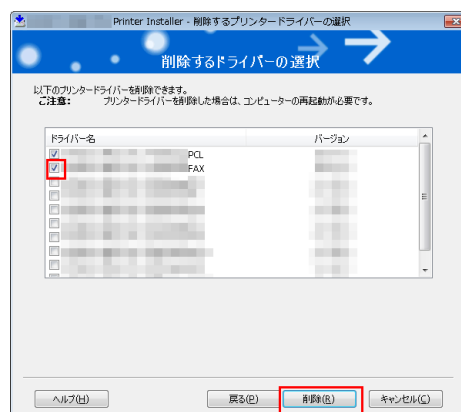 Printer Installer - 削除するプリンタードライバーの選択
削除するドライバーの選択
以下のプリンタードライバーを削除できます。
ご注意: プリンタードライバーを削除した場合は、コンピューターの再起動が必要です。
ドライバー名 バージョン
PCL
FAX
ヘルプ(H) 戻る(P) 削除(R) キャンセル(C)